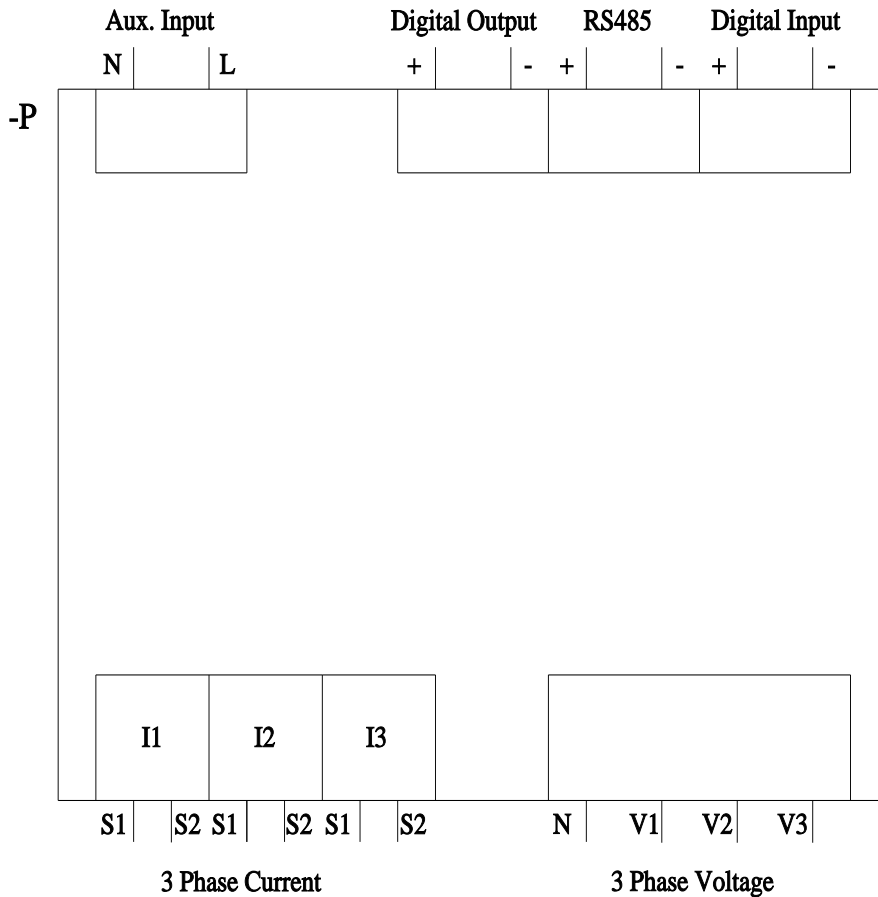 Aux. Input Digital Output RS485 Digital Input
N L + - + - + -
-P
I1 I2 I3
S1 S2 S1 S2 S1 S2 N V1 V2 V3
3 Phase Current 3 Phase Voltage